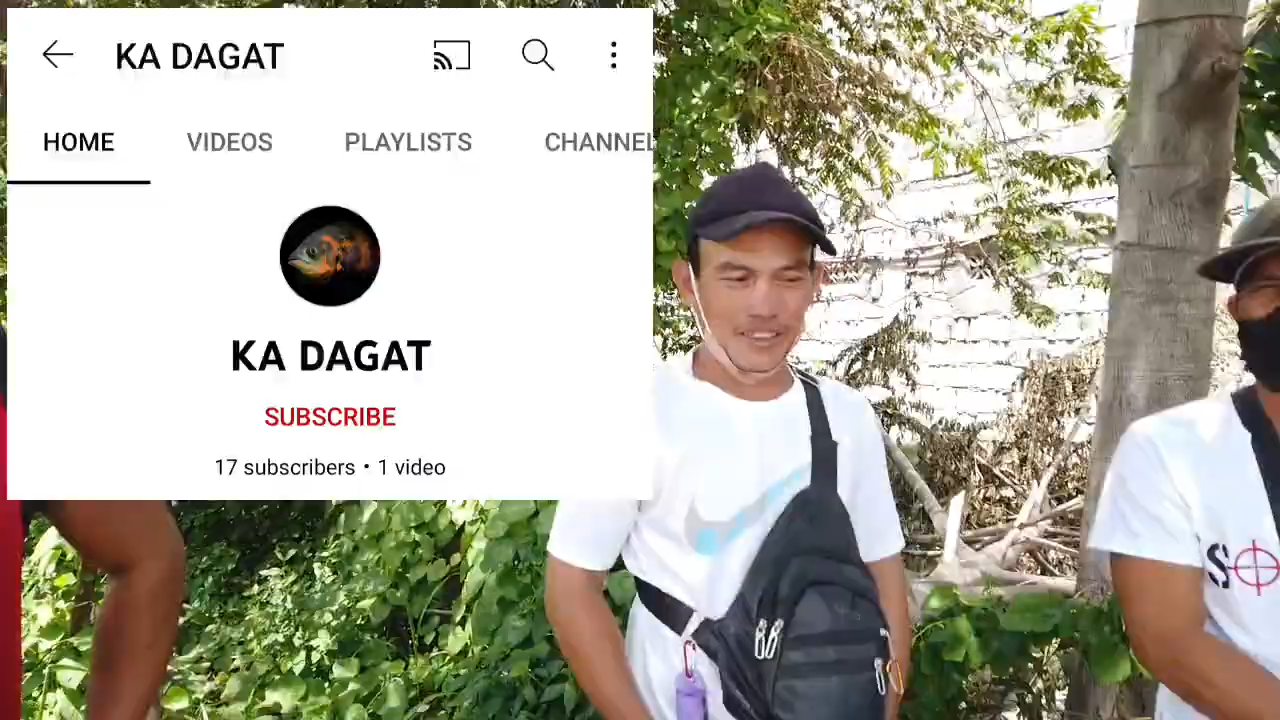 KA DAGAT
HOME VIDEOS PLAYLISTS CHANNEL
KA DAGAT
SUBSCRIBE
17 subscribers • 1 video